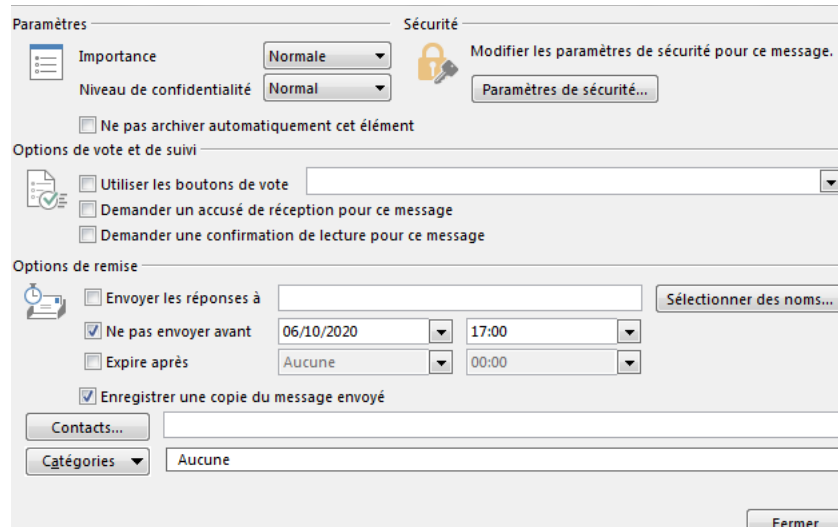 Paramètres
Sécurité
Importance
Normale
Modifier les paramètres de sécurité pour ce message.
Niveau de confidentialité
Normal
Paramètres de sécurité...
Ne pas archiver automatiquement cet élément
Options de vote et de suivi
Utiliser les boutons de vote
Demander un accusé de réception pour ce message
Demander une confirmation de lecture pour ce message
Options de remise
Envoyer les réponses à
Sélectionner des noms...
Ne pas envoyer avant
06/10/2020
17:00
Expire après
Aucune
00:00
Enregistrer une copie du message envoyé
Contacts...
Catégories
Aucune
Fermer